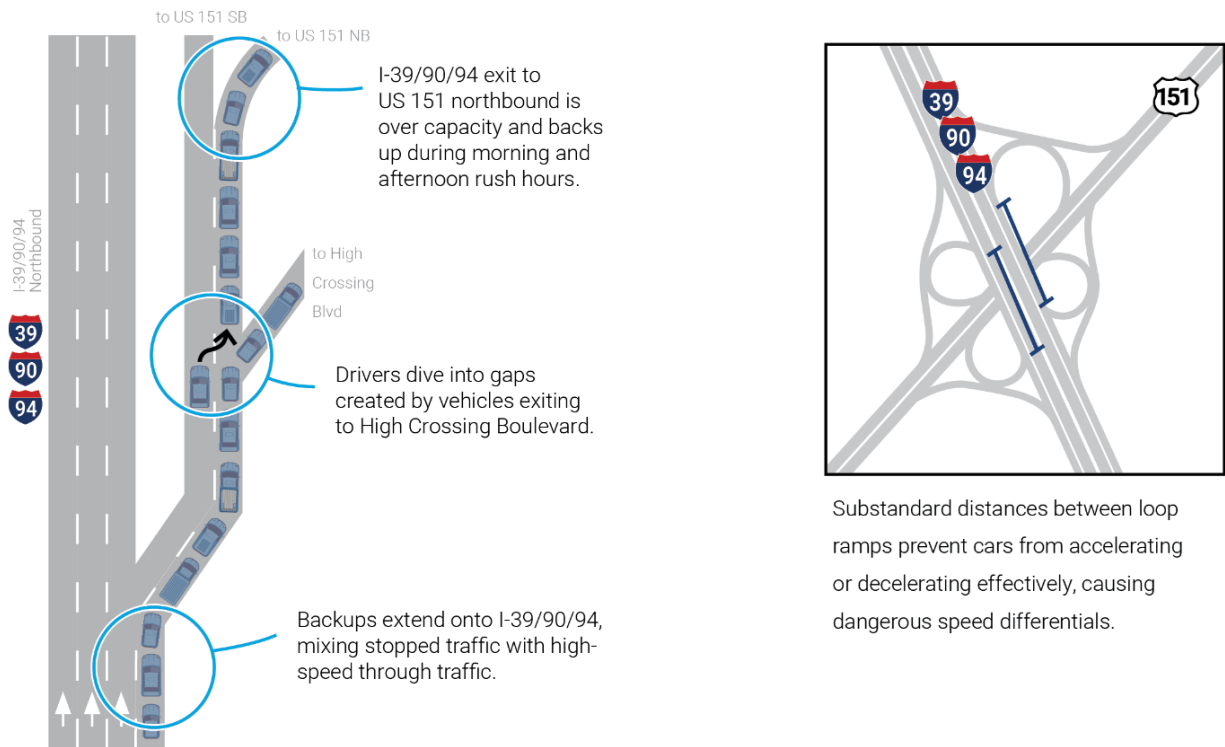 to US 151 SB
to US 151 NB
I-39/90/94 exit to
US 151 northbound is
over capacity and backs
up during morning and
afternoon rush hours.
I-39/90/94
Northbound
39
90
94
to High
Crossing
Blvd
Drivers dive into gaps
created by vehicles exiting
to High Crossing Boulevard.
Backups extend onto I-39/90/94,
mixing stopped traffic with high-
speed through traffic.
39
90
94
151
Substandard distances between loop
ramps prevent cars from accelerating
or decelerating effectively, causing
dangerous speed differentials.